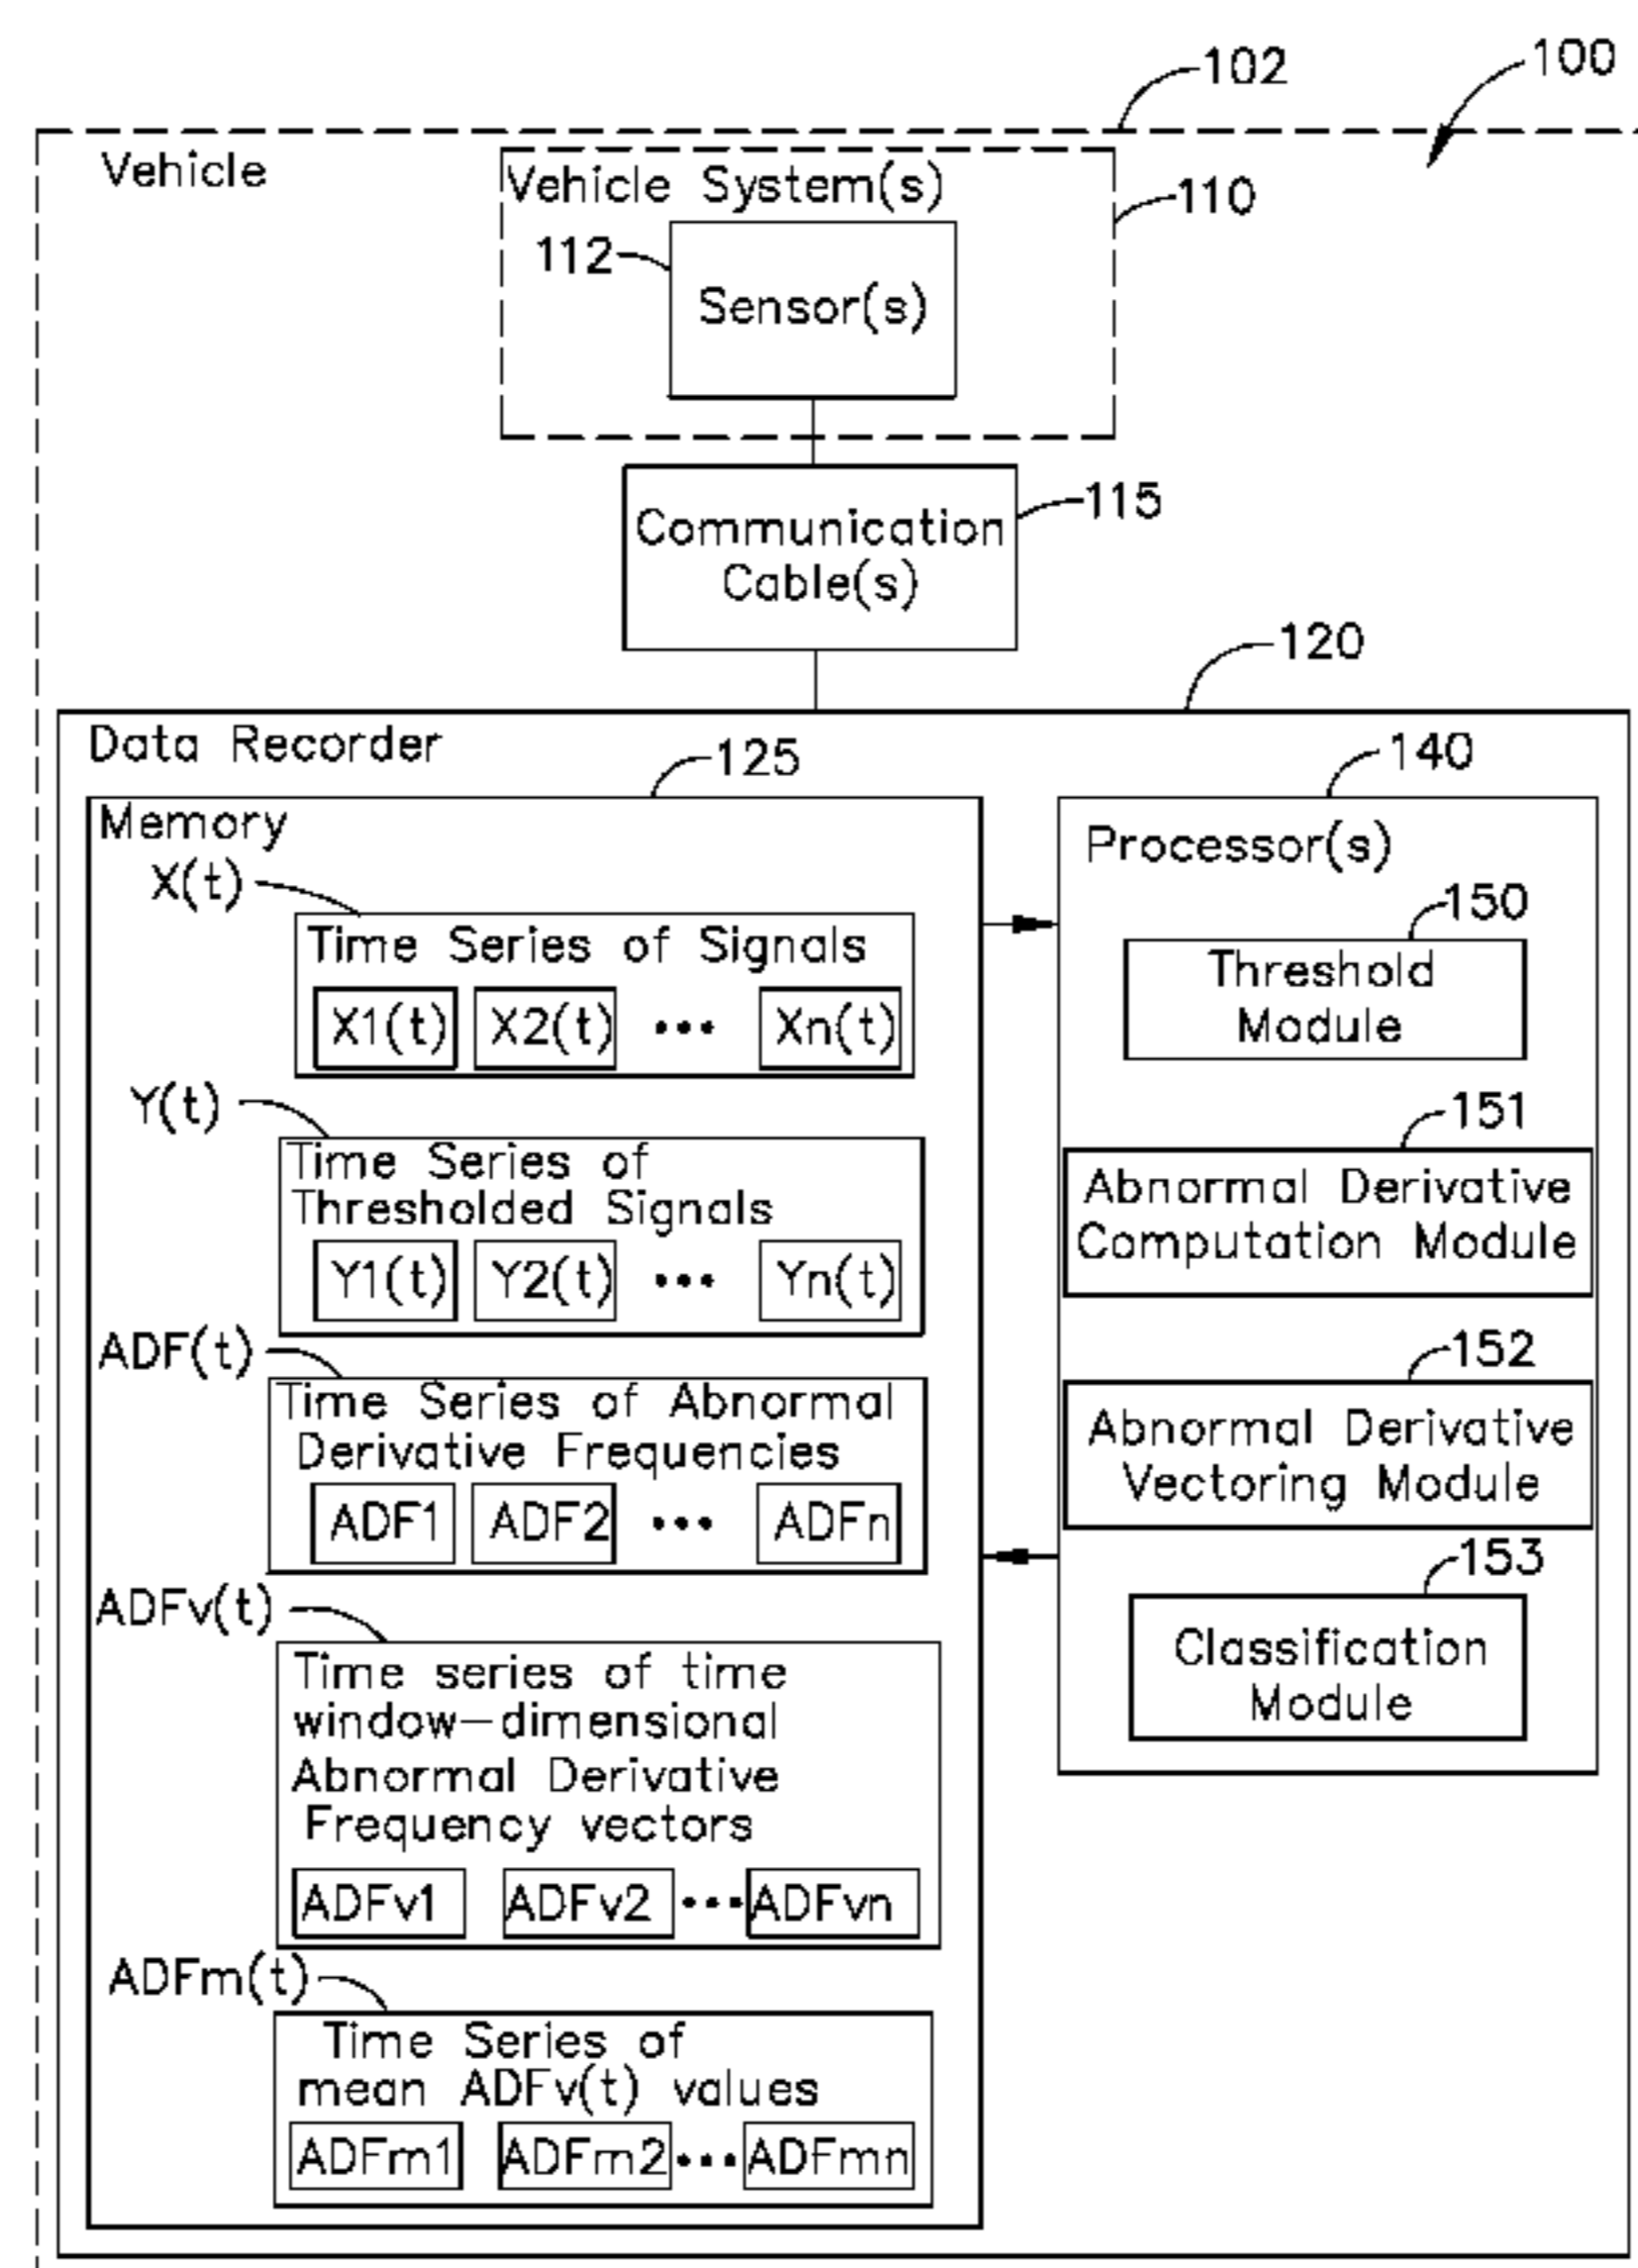 100
102
Vehicle
Vehicle System(s)
110
112
Sensor(s)
115
Communication
Cable(s)
120
Data Recorder
125
Memory
X(t)
Time Series of Signals
X1(t) X2(t) ••• Xn(t)
Y(t)
Time Series of
Thresholded Signals
Y1(t) Y2(t) ••• Yn(t)
ADF(t)
Time Series of Abnormal
Derivative Frequencies
ADF1 ADF2 ••• ADFn
ADFv(t)
Time series of time
window-dimensional
Abnormal Derivative
Frequency vectors
ADFv1 ADFv2 ••• ADFvn
ADFm(t)
Time Series of
mean ADFv(t) values
ADFm1 ADFm2 ••• ADFmn
140
Processor(s)
150
Threshold
Module
151
Abnormal Derivative
Computation Module
152
Abnormal Derivative
Vectoring Module
153
Classification
Module